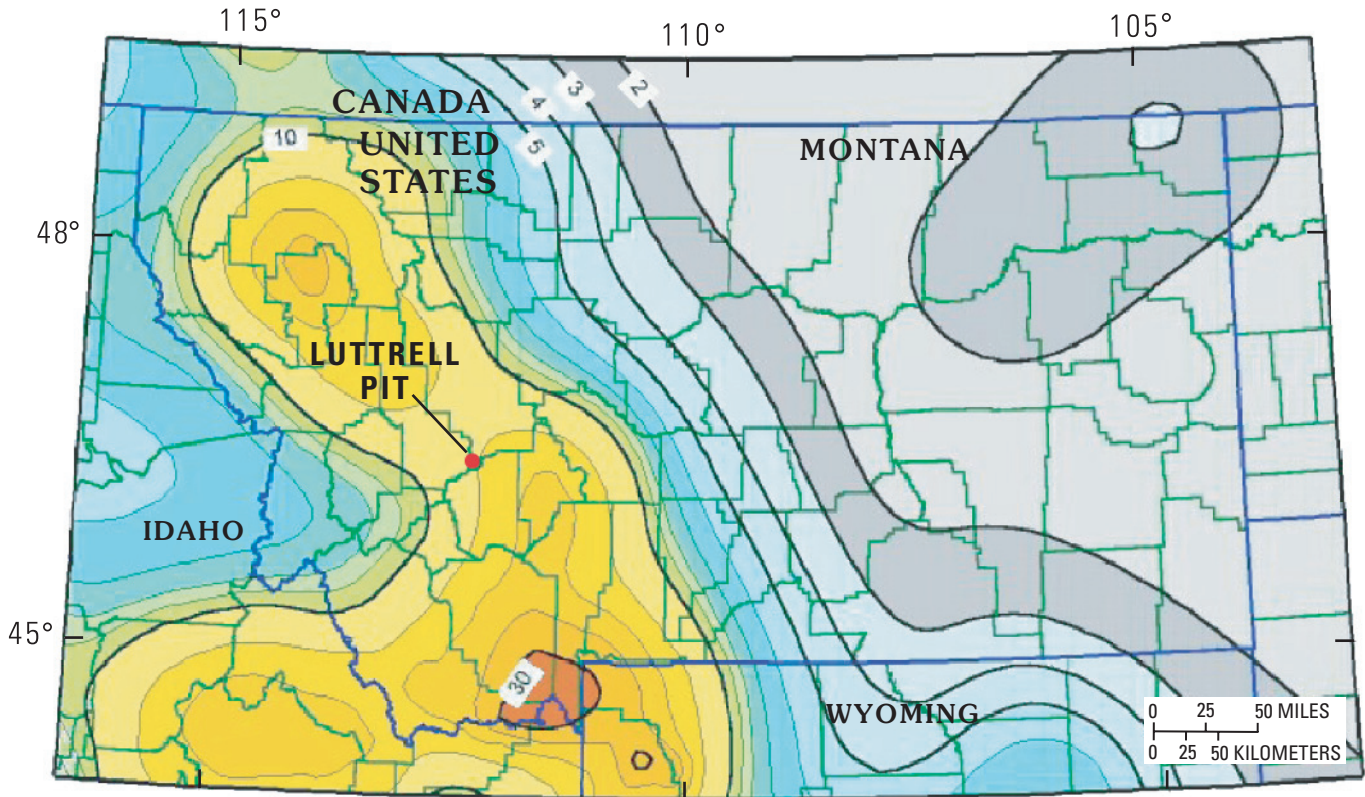 115°
110°
105°
CANADA
UNITED
STATES
MONTANA
10
5
4
3
2
48°
LUTTRELL
PIT
IDAHO
45°
30
WYOMING
0 25 50 MILES
0 25 50 KILOMETERS